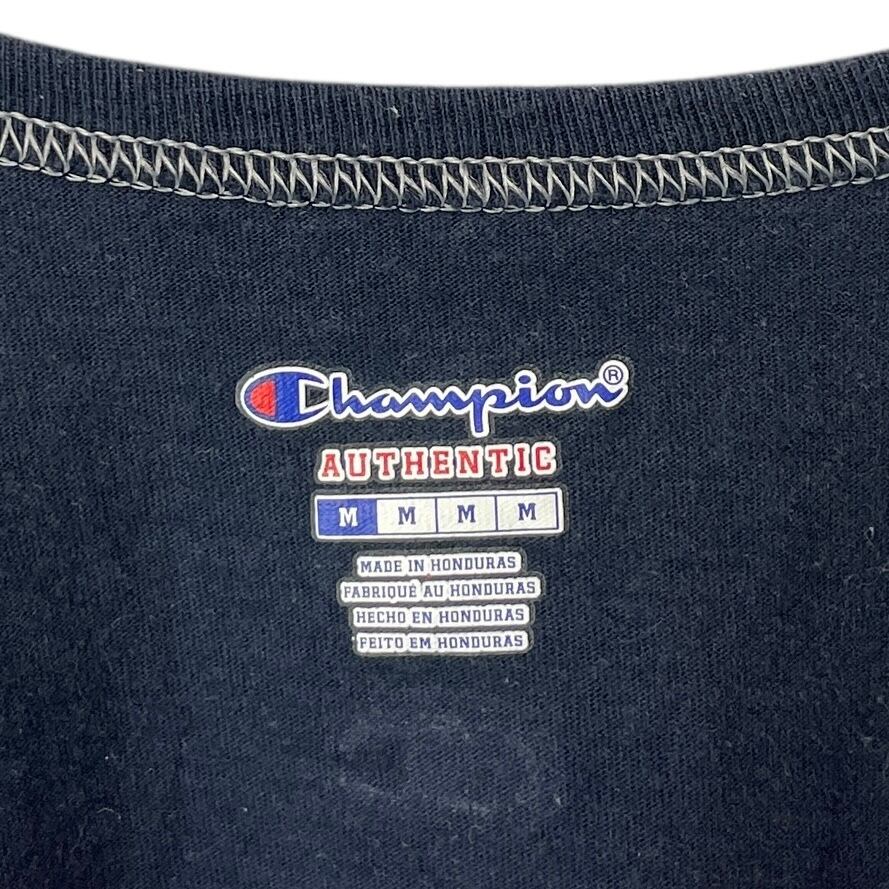 Champion®
AUTHENTIC
M M M M
MADE IN HONDURAS
FABRIQUÉ AU HONDURAS
HECHO EN HONDURAS
FEITO EM HONDURAS